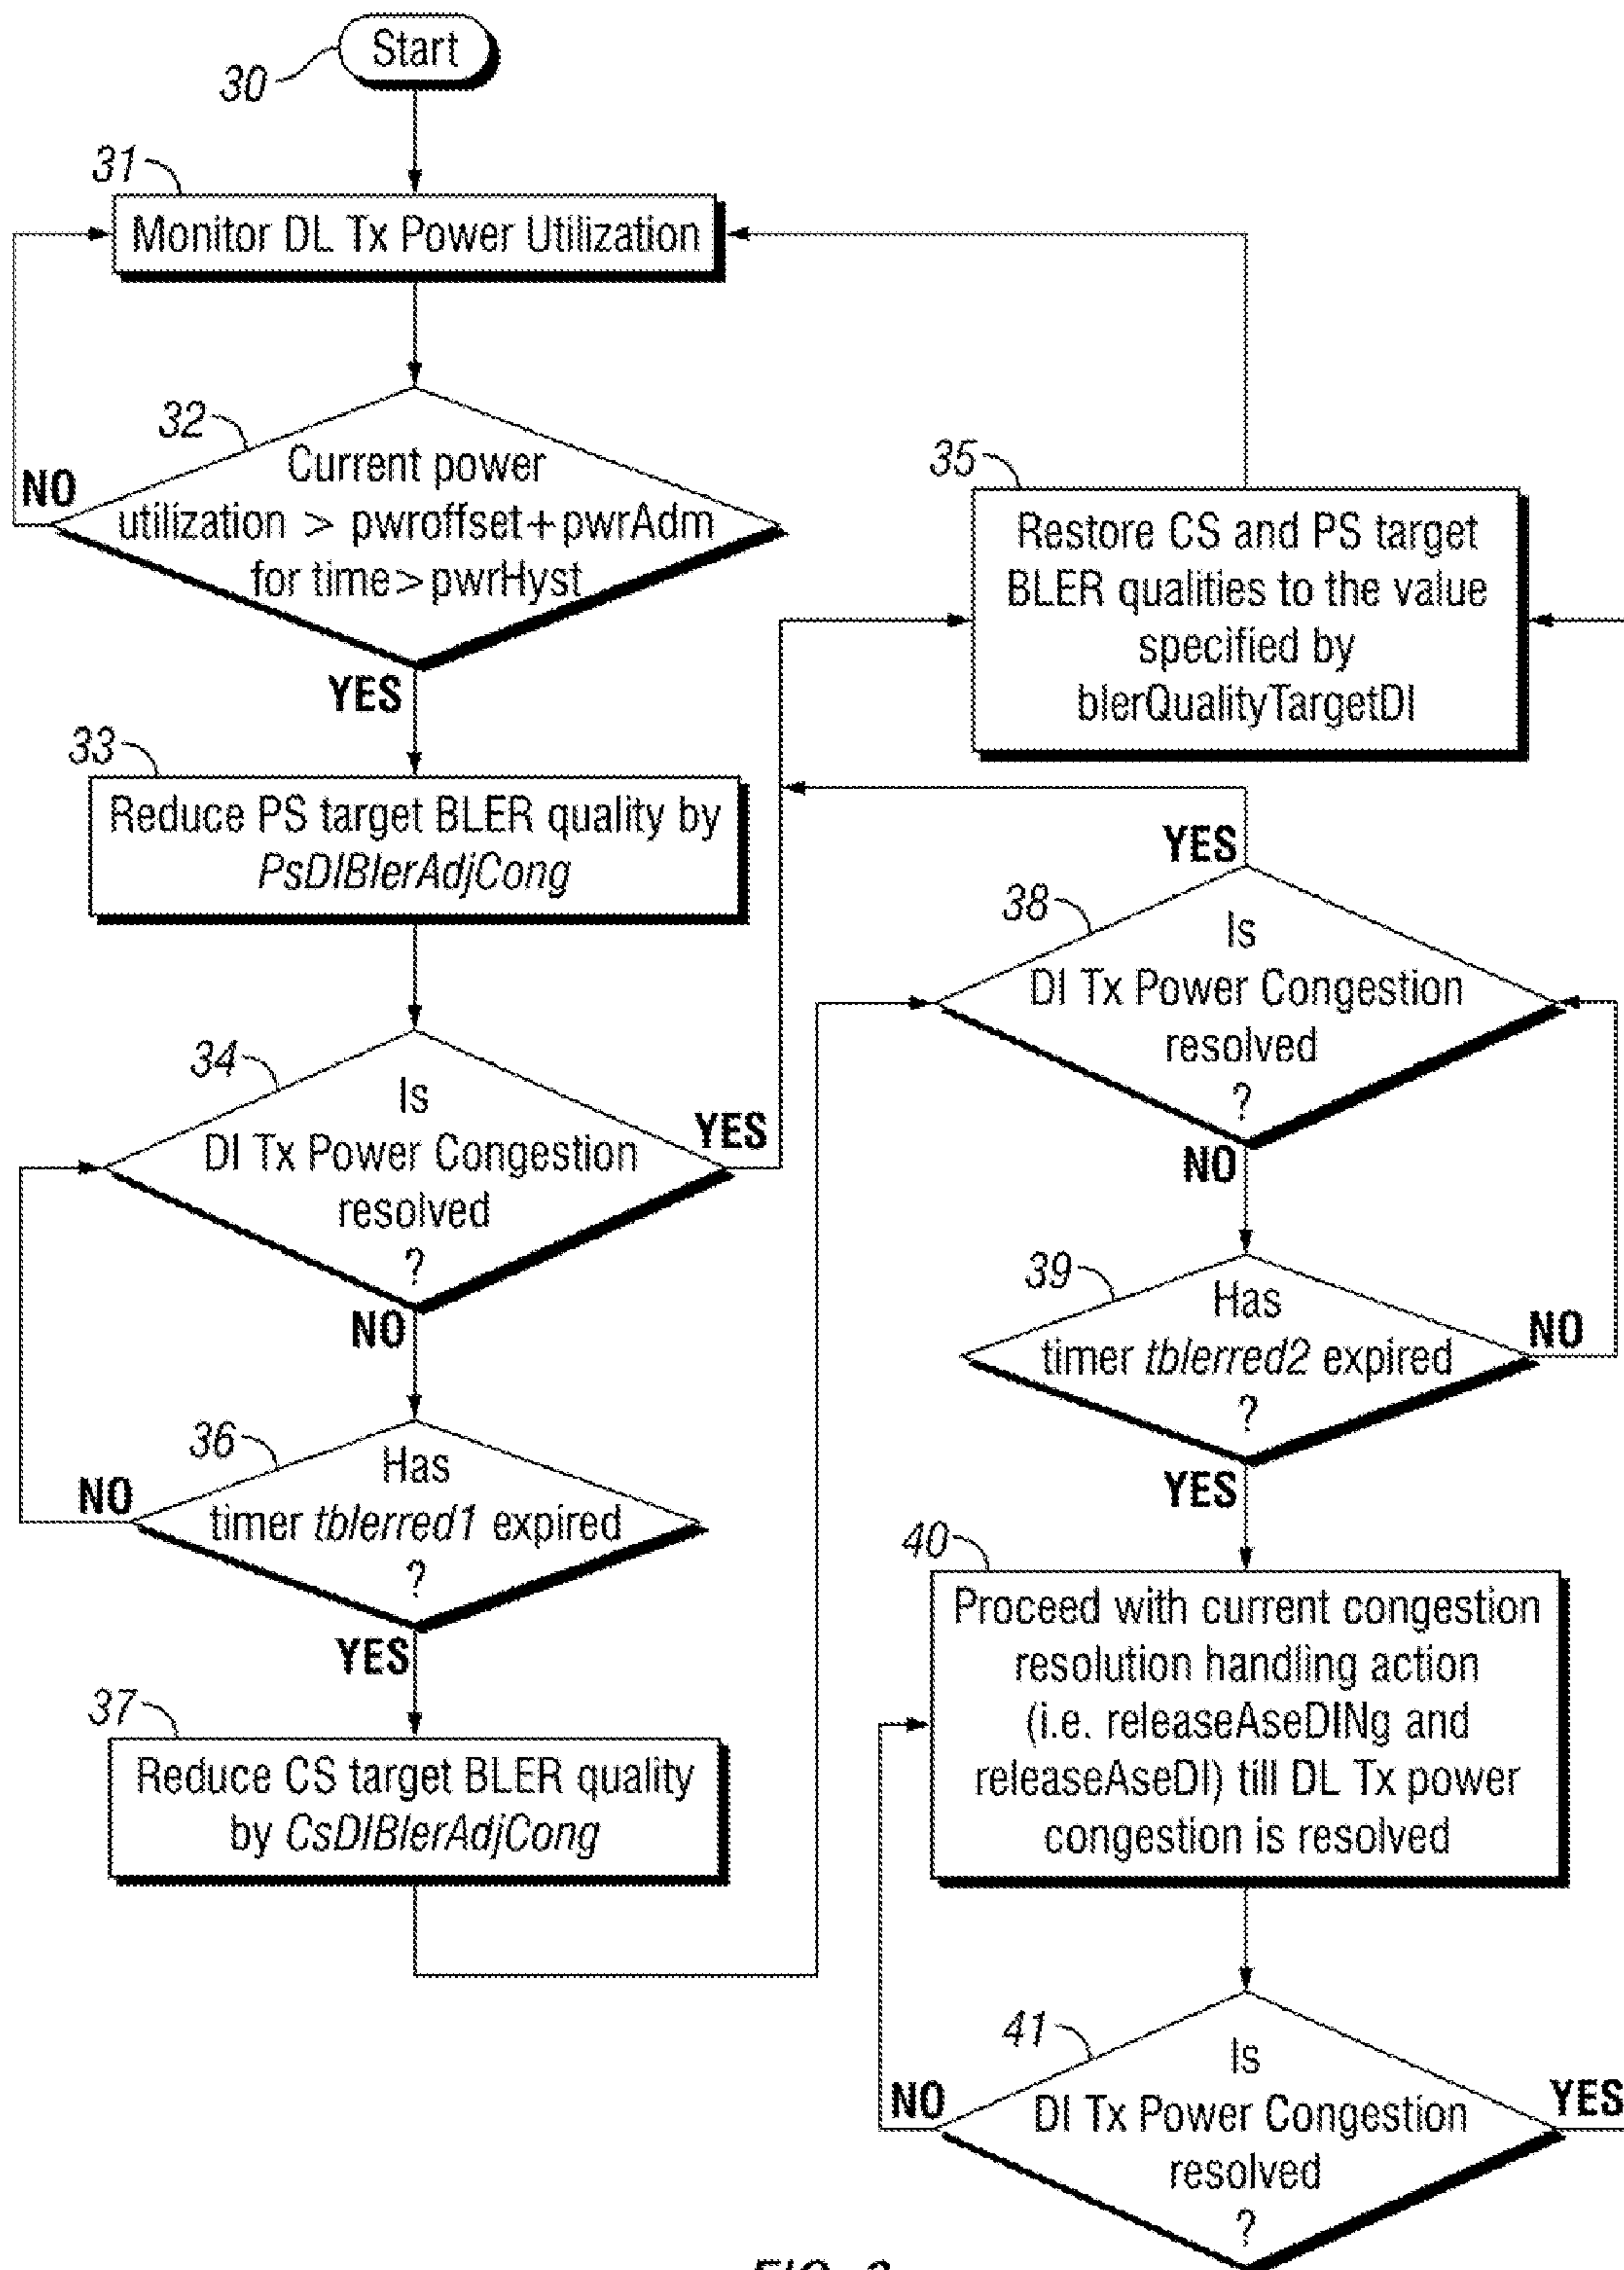 Start
30
31
Monitor DL Tx Power Utilization
32
Current power
utilization > pwroffset+pwrAdm
for time>pwrHyst
NO
YES
33
Reduce PS target BLER quality by
PsDlBlerAdjCong
34
Is
Dl Tx Power Congestion
resolved
?
YES
NO
36
Has
timer tblerred1 expired
?
NO
YES
37
Reduce CS target BLER quality
by CsDlBlerAdjCong
35
Restore CS and PS target
BLER qualities to the value
specified by
blerQualityTargetDl
YES
38
Is
Dl Tx Power Congestion
resolved
?
NO
39
Has
timer tblerred2 expired
?
NO
YES
40
Proceed with current congestion
resolution handling action
(i.e. releaseAseDlNg and
releaseAseDl) till DL Tx power
congestion is resolved
41
Is
Dl Tx Power Congestion
resolved
?
NO
YES